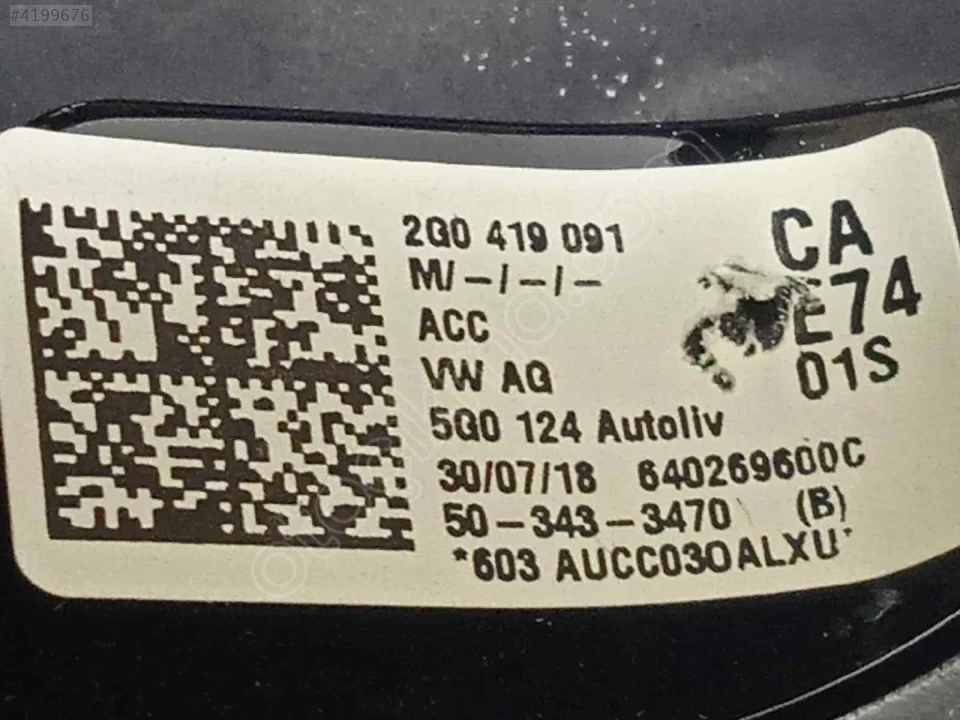 #4199676
2G0 419 091
M/-/-/-
ACC
VW AG
5G0 124 Autoliv
30/07/18 640269600C
50-343-3470 (B)
*603 AUCC030ALXU*
CA
E74
01S